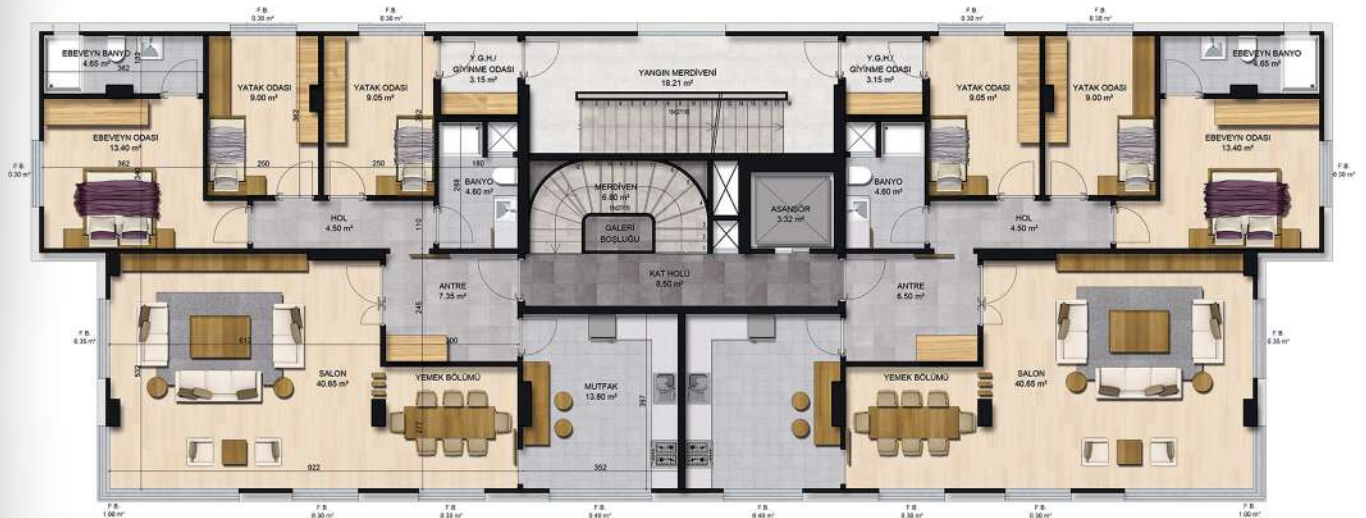 F.B.
0.30 m²
F.B.
0.38 m²
F.B.
0.30 m²
F.B.
0.38 m²
EBEVEYN BANYO
4.65 m²
362
132
YATAK ODASI
9.00 m²
362
250
YATAK ODASI
9.05 m²
362
250
Y.G.H./
GİYİNME ODASI
3.15 m²
YANGIN MERDİVENİ
18.21 m²
Y.G.H./
GİYİNME ODASI
3.15 m²
YATAK ODASI
9.05 m²
YATAK ODASI
9.00 m²
EBEVEYN BANYO
4.65 m²
EBEVEYN ODASI
13.40 m²
362
F.B.
0.30 m²
180
BANYO
4.60 m²
268
MERDİVEN
6.80 m²
GALERİ
BOŞLUĞU
ASANSÖR
3.32 m²
BANYO
4.60 m²
EBEVEYN ODASI
13.40 m²
F.B.
0.30 m²
HOL
4.50 m²
110
HOL
4.50 m²
KAT HOLÜ
8.50 m²
ANTRE
7.35 m²
245
300
ANTRE
6.50 m²
F.B.
0.35 m²
612
532
SALON
40.65 m²
YEMEK BÖLÜMÜ
277
MUTFAK
13.80 m²
397
YEMEK BÖLÜMÜ
SALON
40.65 m²
F.B.
0.35 m²
922
352
F.B.
1.00 m²
F.B.
0.30 m²
F.B.
0.33 m²
F.B.
0.40 m²
F.B.
0.40 m²
F.B.
F.B.
0.30 m²
F.B.
1.00 m²